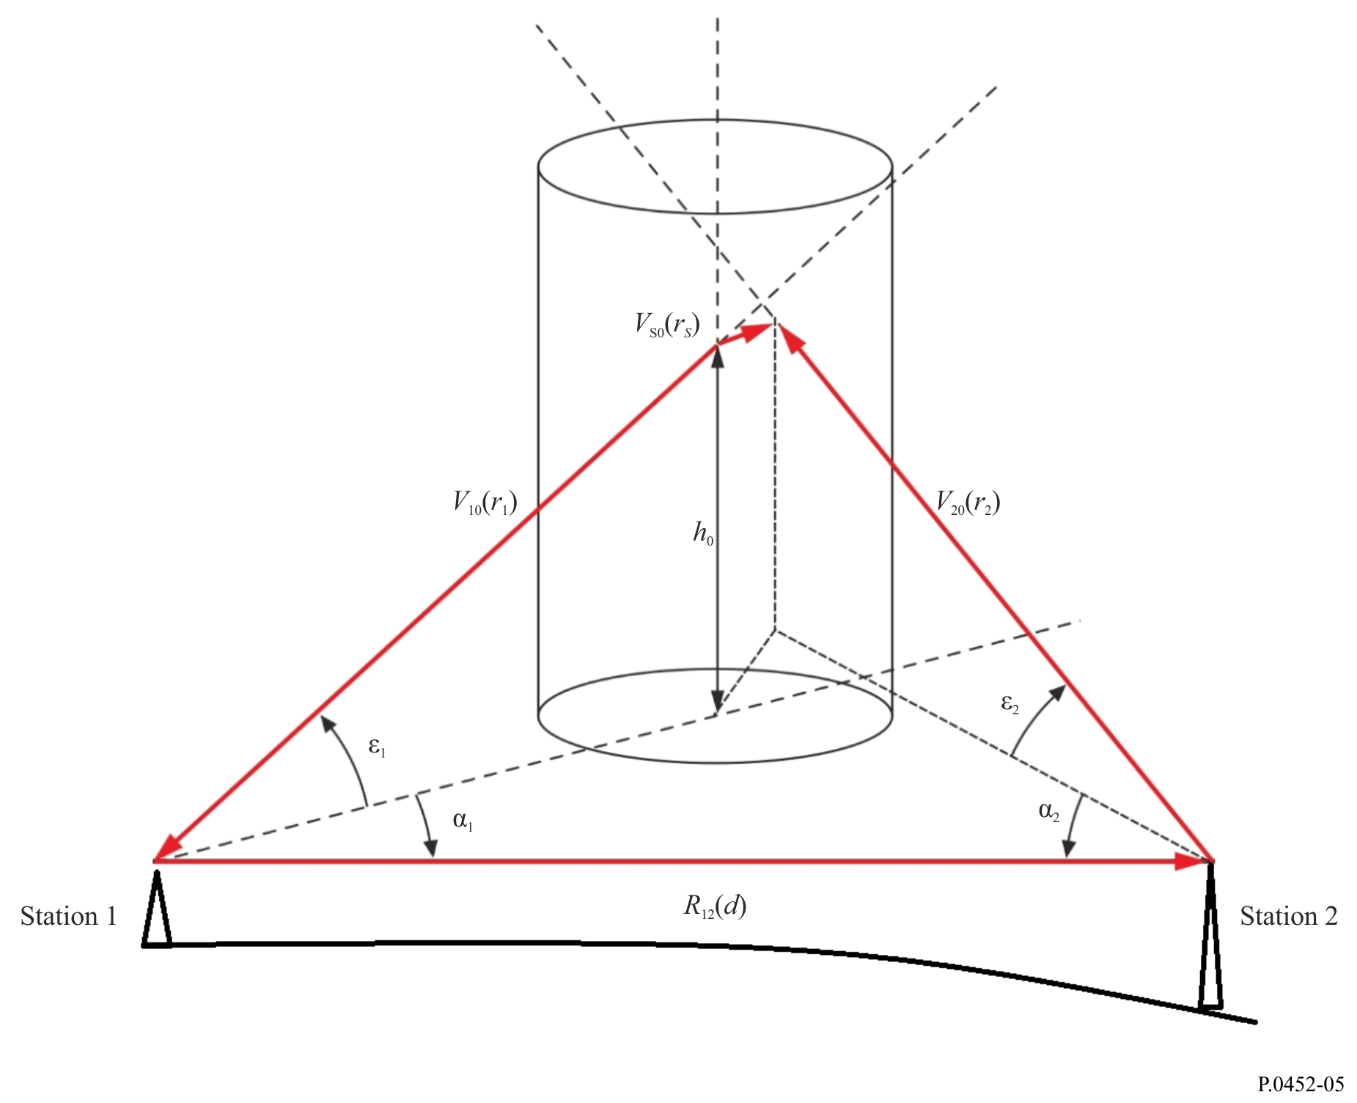 V_S0(r_S)
V_10(r_1)
V_20(r_2)
h_0
ε_2
ε_1
α_2
α_1
R_12(d)
Station 1
Station 2
P.0452-05